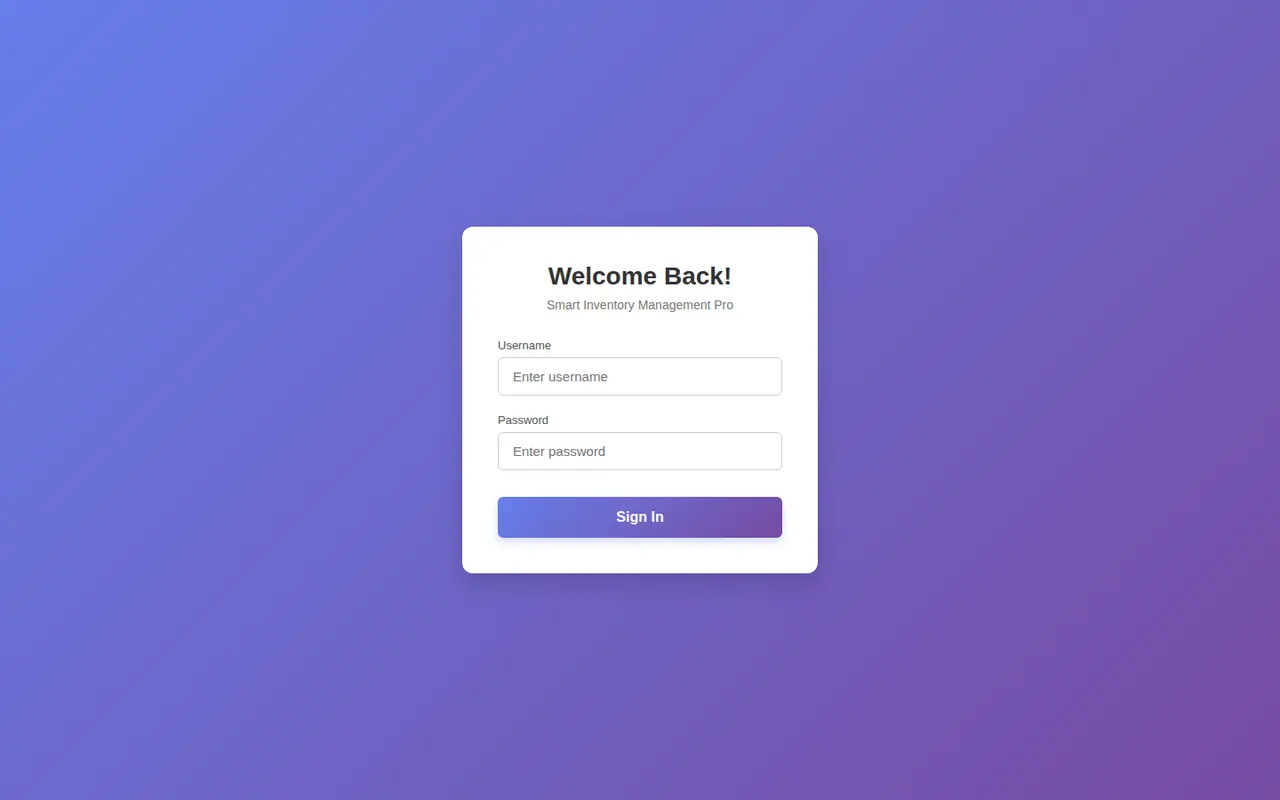 Welcome Back!
Smart Inventory Management Pro
Username
Enter username
Password
Enter password
Sign In